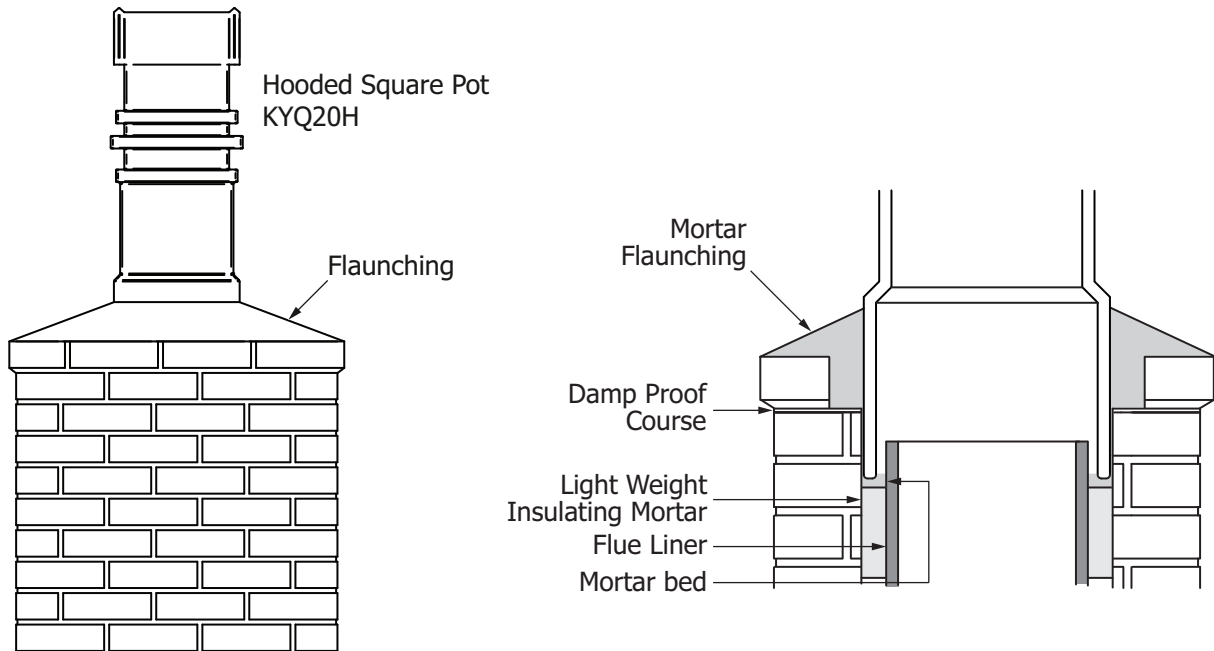 Hooded Square Pot
KYQ20H
Flaunching
Mortar
Flaunching
Damp Proof
Course
Light Weight
Insulating Mortar
Flue Liner
Mortar bed